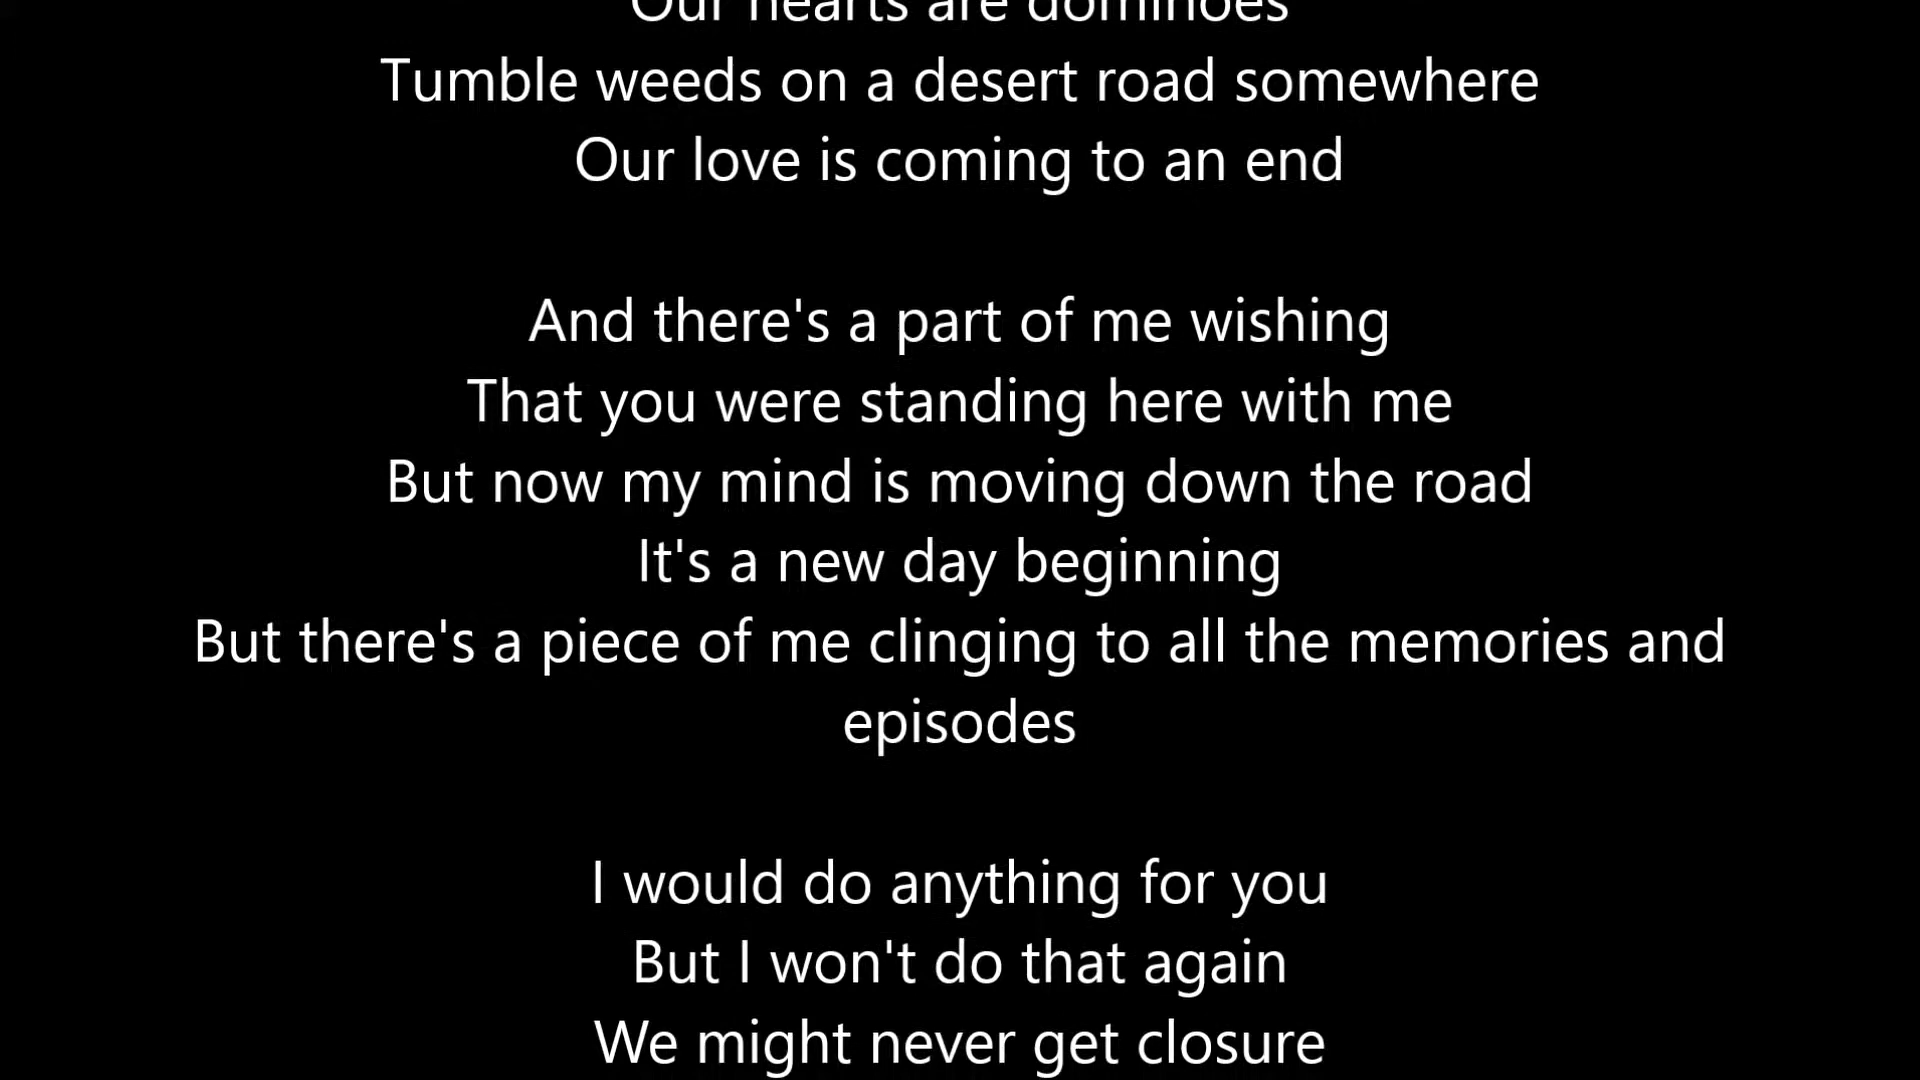 Our hearts are dominoes
Tumble weeds on a desert road somewhere
Our love is coming to an end
And there's a part of me wishing
That you were standing here with me
But now my mind is moving down the road
It's a new day beginning
But there's a piece of me clinging to all the memories and
episodes
I would do anything for you
But I won't do that again
We might never get closure